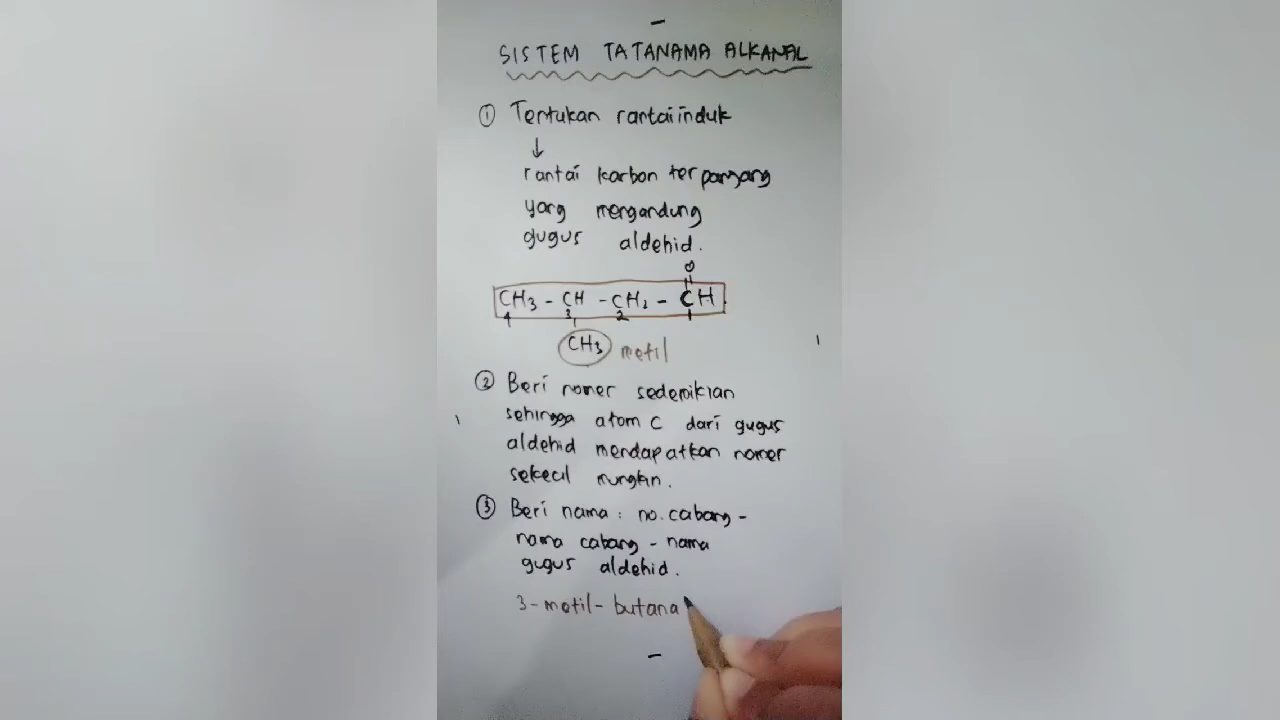 SISTEM TATANAMA ALKANAL
① Tentukan rantai induk
↓
rantai karbon terpanjang
yang mengandung
gugus aldehid.
O
CH3 - CH - CH2 - CH
4 3 2 1
CH3 metil
② Beri nomer sedemikian
sehingga atom C dari gugus
aldehid mendapatkan nomer
sekecil mungkin.
③ Beri nama : no. cabang -
nama cabang - nama
gugus aldehid.
3 - metil - butana